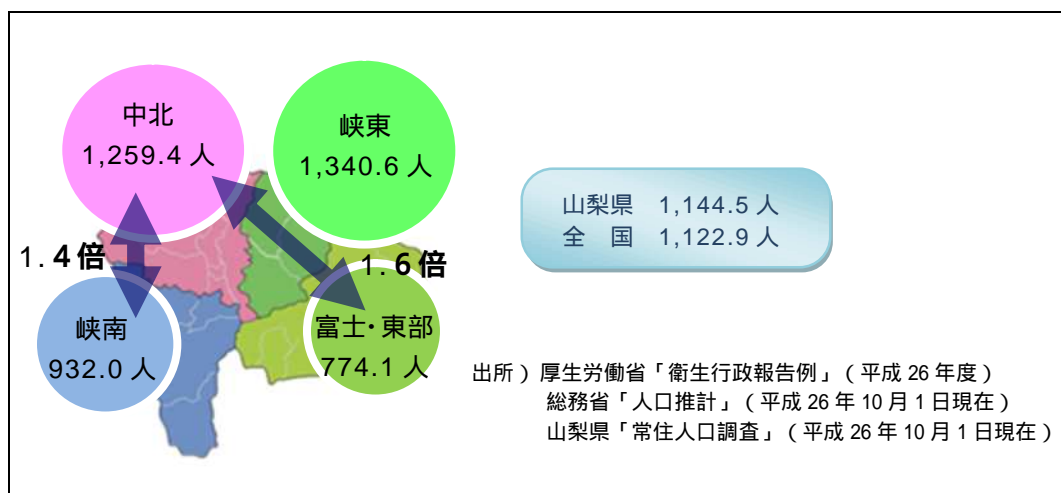 中北
1,259.4 人
峡東
1,340.6 人
山梨県 1,144.5 人
全 国 1,122.9 人
1.4倍
1.6倍
峡南
932.0 人
富士・東部
774.1 人
出所）厚生労働省「衛生行政報告例」（平成 26 年度）
総務省「人口推計」（平成 26 年 10 月 1 日現在）
山梨県「常住人口調査」（平成 26 年 10 月 1 日現在）